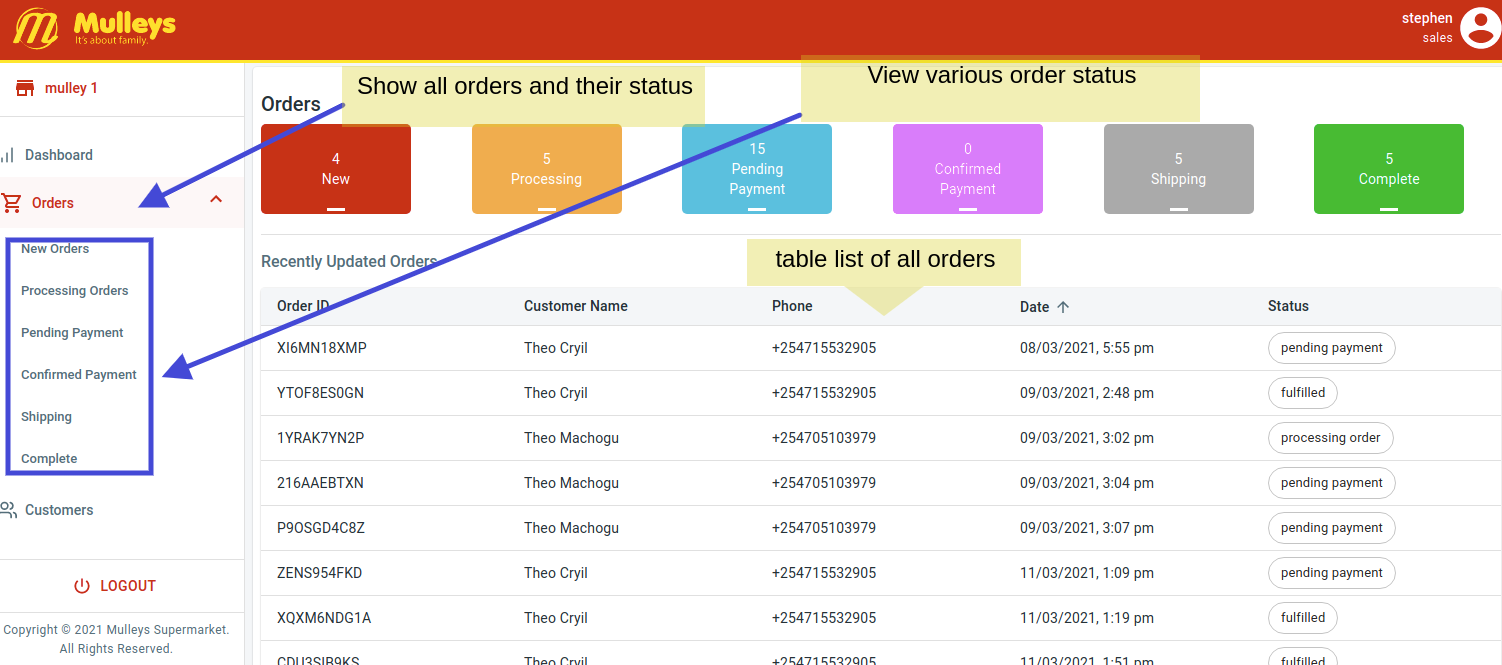 Mulleys
It's about family.
stephen
sales
mulley 1
Dashboard
Orders
New Orders
Processing Orders
Pending Payment
Confirmed Payment
Shipping
Complete
Customers
LOGOUT
Copyright © 2021 Mulleys Supermarket.
All Rights Reserved.
Show all orders and their status
View various order status
Orders
4
New
5
Processing
15
Pending
Payment
0
Confirmed
Payment
5
Shipping
5
Complete
Recently Updated Orders
table list of all orders
Order ID Customer Name Phone Date Status
XI6MN18XMP Theo Cryil +254715532905 08/03/2021, 5:55 pm pending payment
YTOF8ES0GN Theo Cryil +254715532905 09/03/2021, 2:48 pm fulfilled
1YRAK7YN2P Theo Machogu +254705103979 09/03/2021, 3:02 pm processing order
216AAEBTXN Theo Machogu +254705103979 09/03/2021, 3:04 pm pending payment
P9OSGD4C8Z Theo Machogu +254705103979 09/03/2021, 3:07 pm pending payment
ZENS954FKD Theo Cryil +254715532905 11/03/2021, 1:09 pm pending payment
XQXM6NDG1A Theo Cryil +254715532905 11/03/2021, 1:19 pm fulfilled
CDU3SIB9KS Theo Cryil +254715532905 11/03/2021, 1:51 pm fulfilled